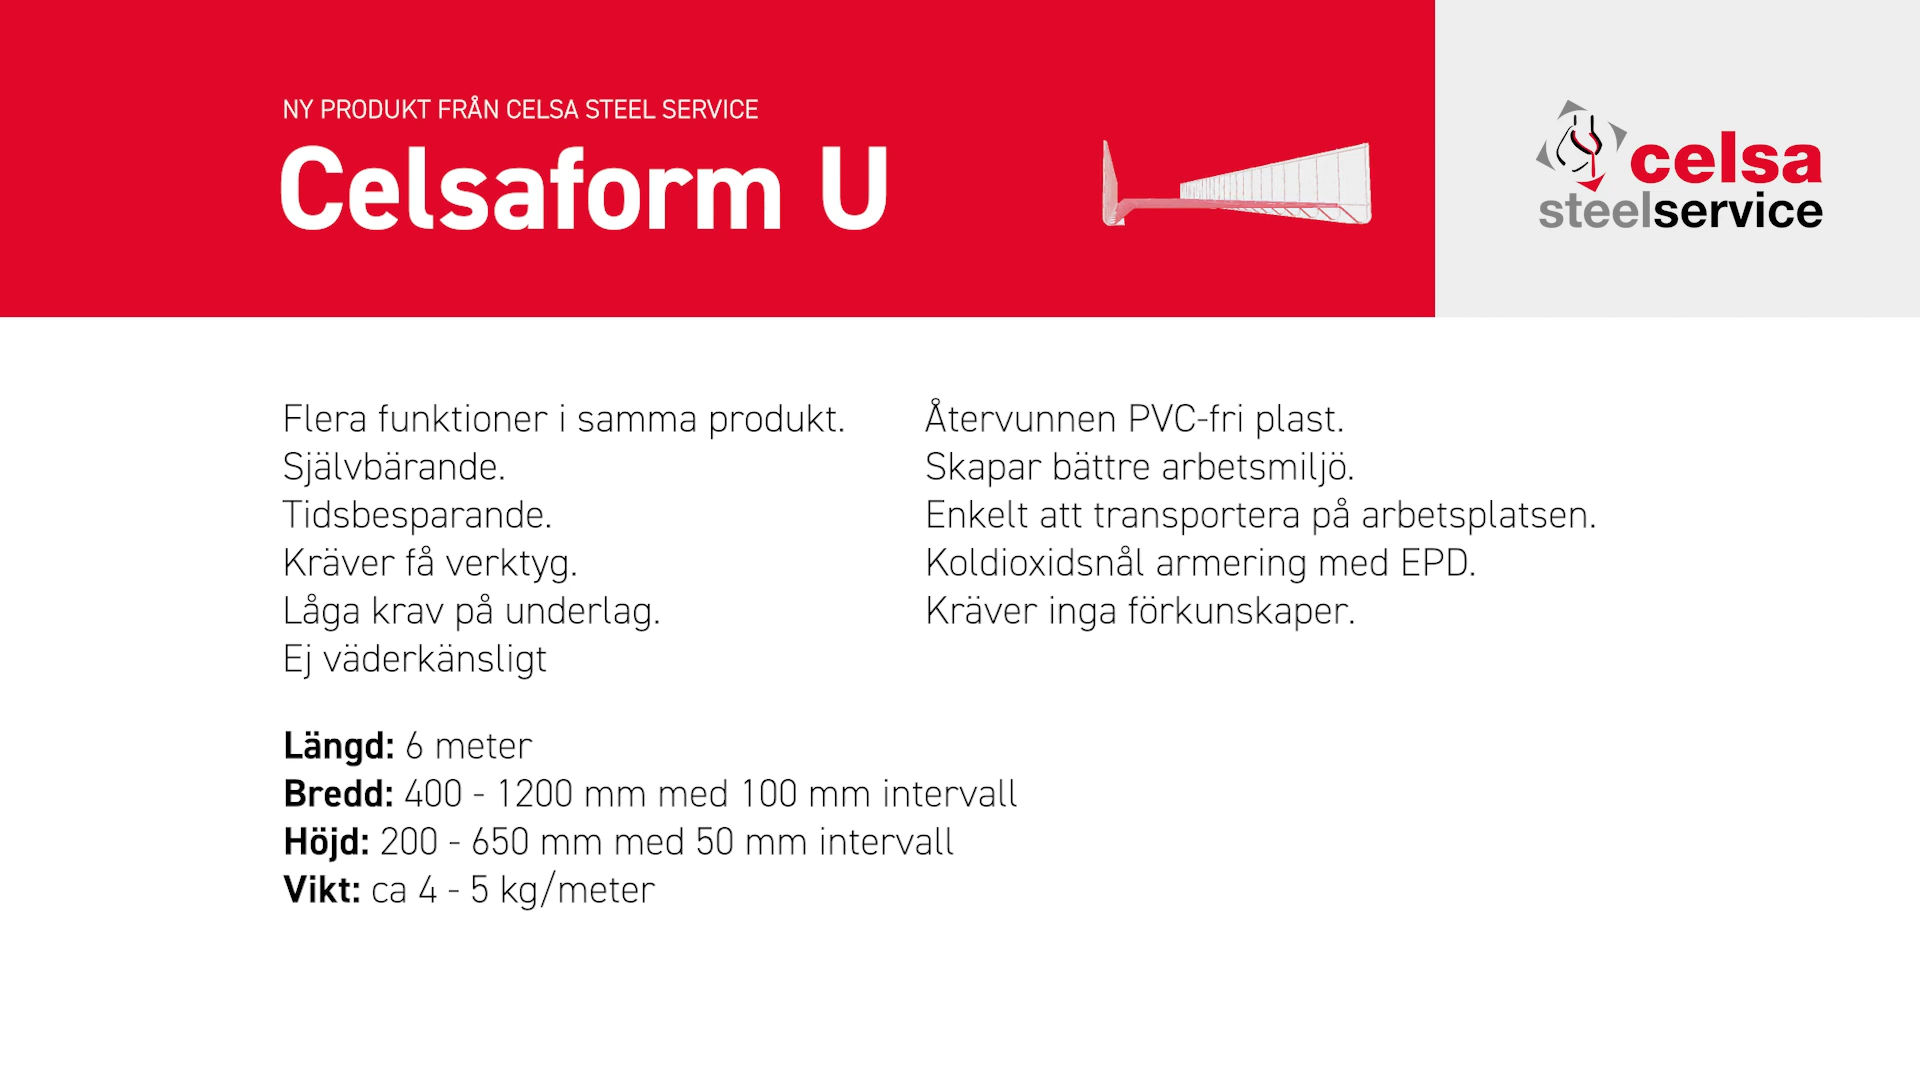 NY PRODUKT FRÅN CELSA STEEL SERVICE
Celsaform U
celsa
steelservice
Flera funktioner i samma produkt.
Självbärande.
Tidsbesparande.
Kräver få verktyg.
Låga krav på underlag.
Ej väderkänsligt
Återvunnen PVC-fri plast.
Skapar bättre arbetsmiljö.
Enkelt att transportera på arbetsplatsen.
Koldioxidsnål armering med EPD.
Kräver inga förkunskaper.
Längd: 6 meter
Bredd: 400 - 1200 mm med 100 mm intervall
Höjd: 200 - 650 mm med 50 mm intervall
Vikt: ca 4 - 5 kg/meter